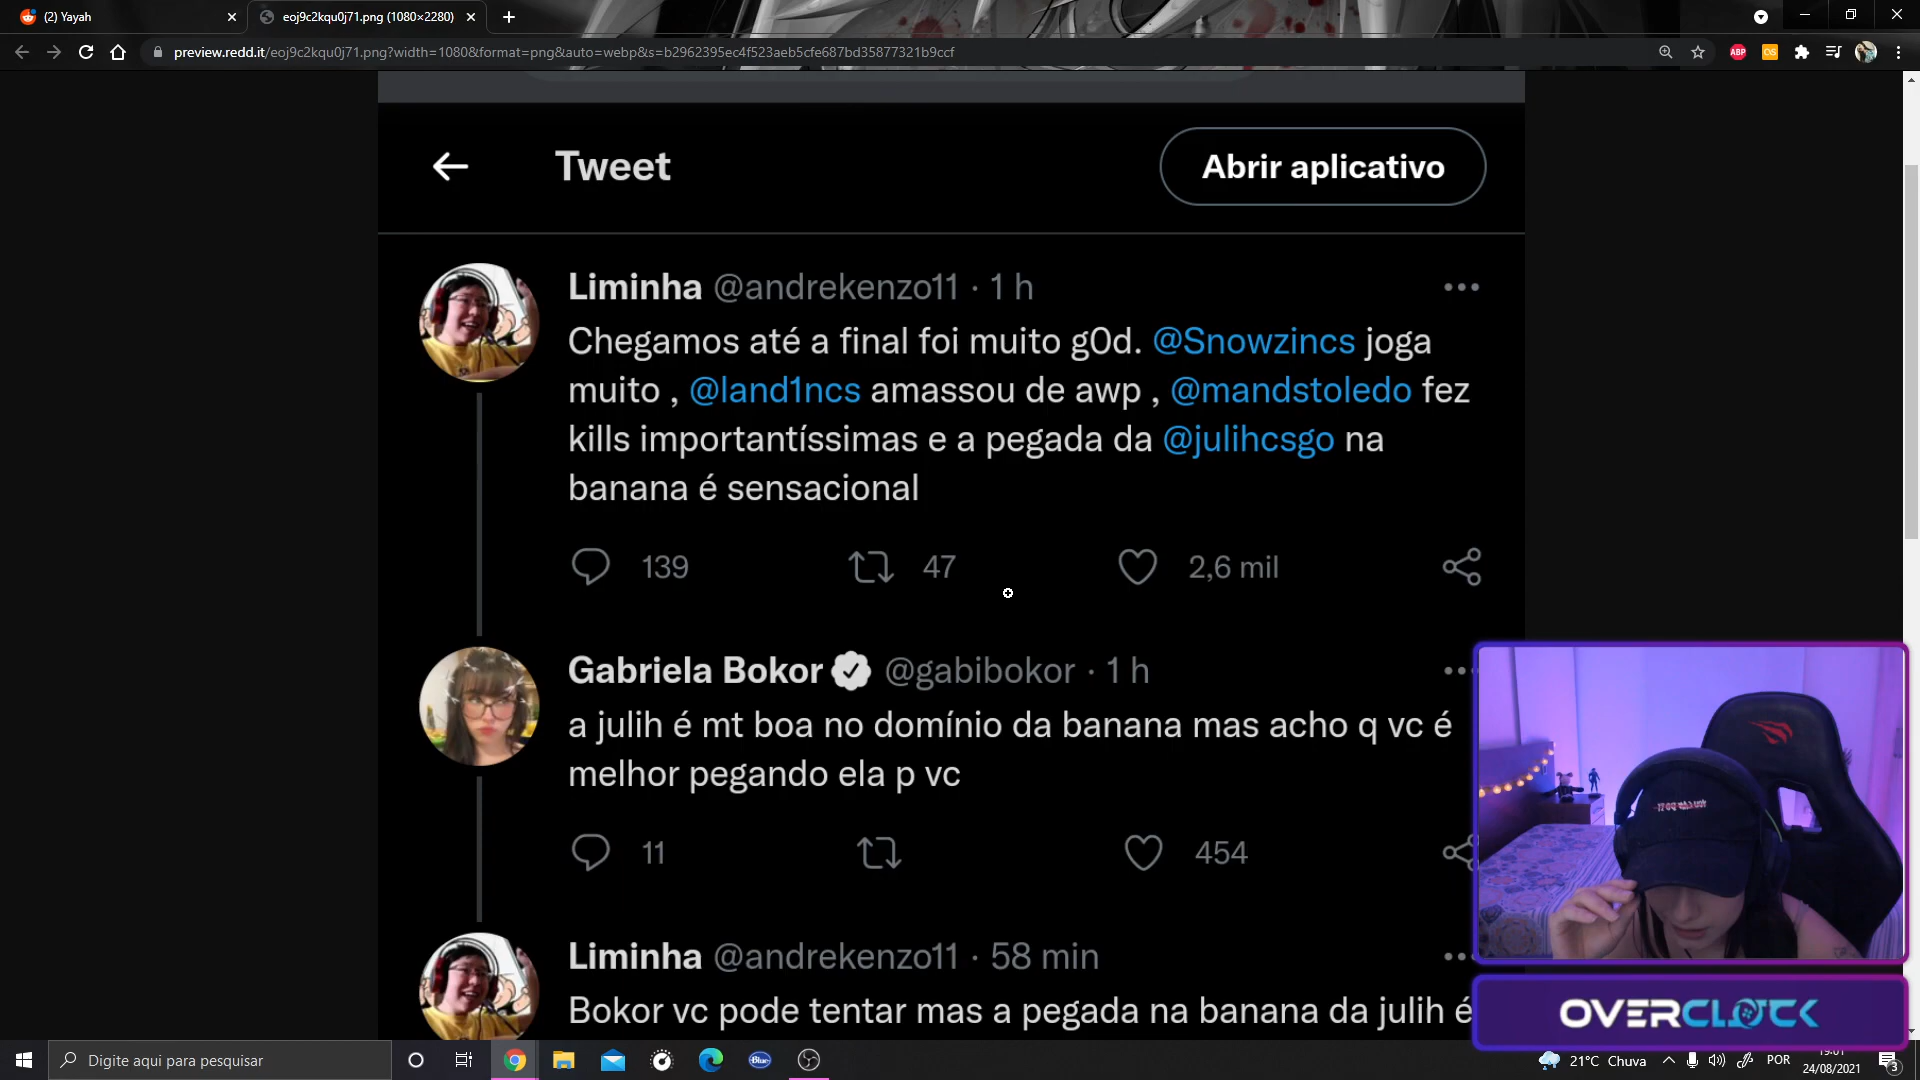 (2) Yayah
eoj9c2kqu0j71.png (1080×2280)
preview.redd.it/eoj9c2kqu0j71.png?width=1080&format=png&auto=webp&s=b2962395ec4f523aeb5cfe687bd35877321b9ccf
ABP
Tweet
Abrir aplicativo
Liminha @andrekenzo11 · 1 h
Chegamos até a final foi muito g0d. @Snowzincs joga
muito , @land1ncs amassou de awp , @mandstoledo fez
kills importantíssimas e a pegada da @julihcsgo na
banana é sensacional
139
47
2,6 mil
Gabriela Bokor @gabibokor · 1 h
a julih é mt boa no domínio da banana mas acho q vc é
melhor pegando ela p vc
11
454
Liminha @andrekenzo11 · 58 min
Bokor vc pode tentar mas a pegada na banana da julih é
OVERCLOCK
Digite aqui para pesquisar
Blue
21°C Chuva
POR
19:01
24/08/2021
3